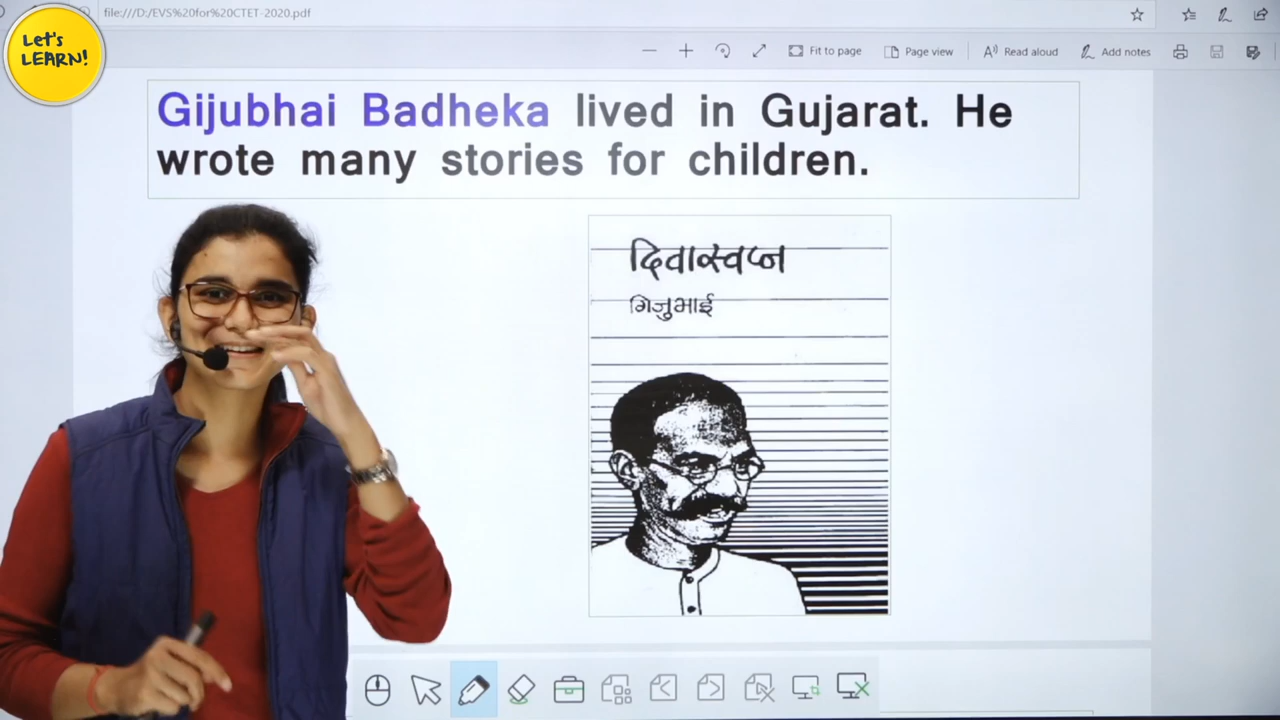 Let's
LEARN!
file:///D:/EVS%20for%20CTET-2020.pdf
Fit to page
Page view
Read aloud
Add notes
Gijubhai Badheka lived in Gujarat. He
wrote many stories for children.
दिवास्वप्न
गिजुभाई